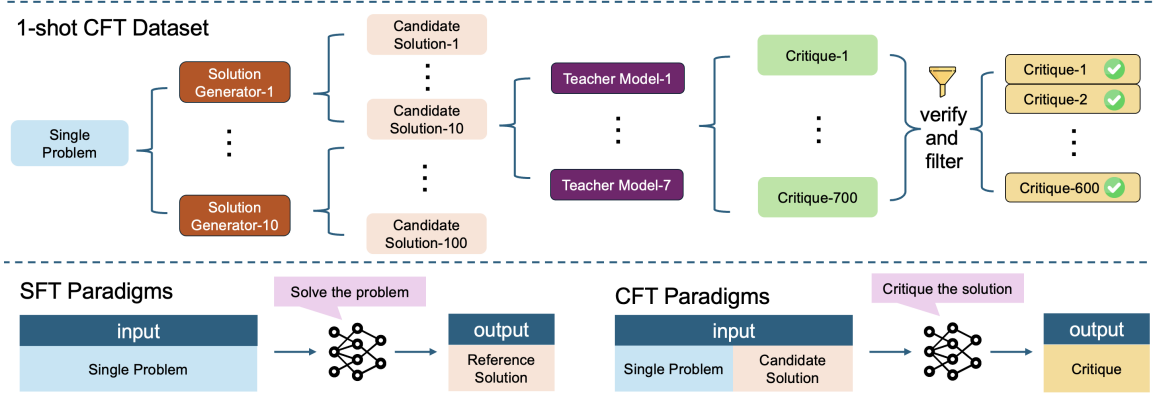 1-shot CFT Dataset
Single
Problem
Solution
Generator-1
Solution
Generator-10
Candidate
Solution-1
Candidate
Solution-10
Candidate
Solution-100
Teacher Model-1
Teacher Model-7
Critique-1
Critique-700
verify
and
filter
Critique-1
Critique-2
Critique-600
SFT Paradigms
Solve the problem
input
Single Problem
output
Reference
Solution
CFT Paradigms
Critique the solution
input
Single Problem
Candidate
Solution
output
Critique